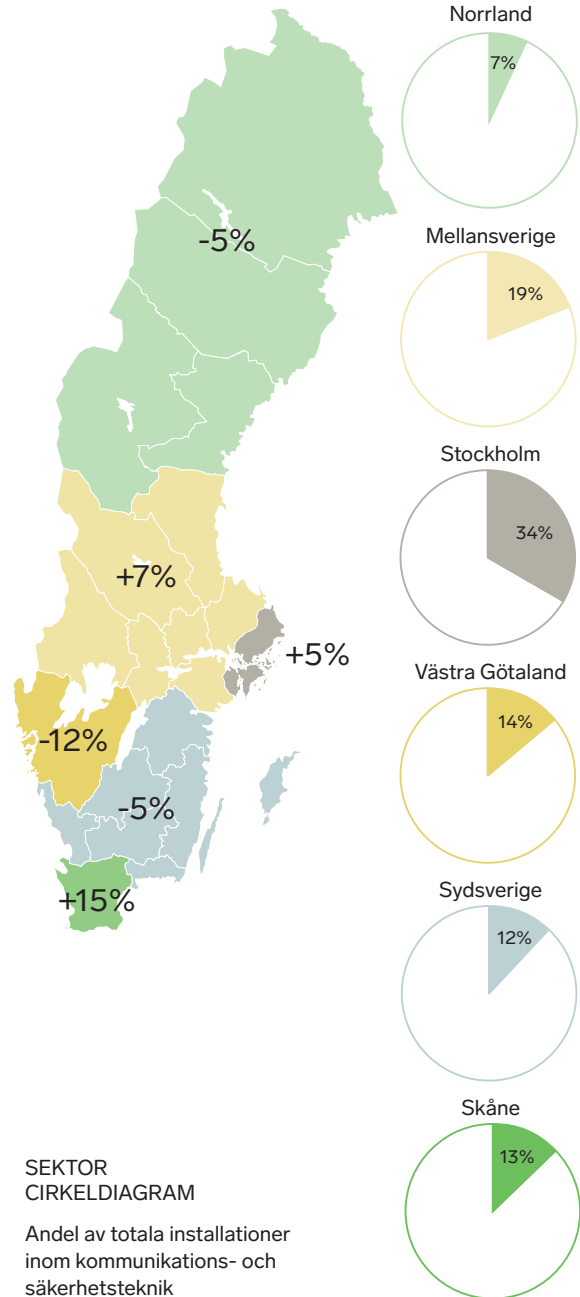 Norrland
7%
-5%
Mellansverige
19%
Stockholm
34%
+7%
+5%
Västra Götaland
14%
-12%
-5%
Sydsverige
12%
+15%
Skåne
13%
SEKTOR
CIRKELDIAGRAM
Andel av totala installationer
inom kommunikations- och
säkerhetsteknik